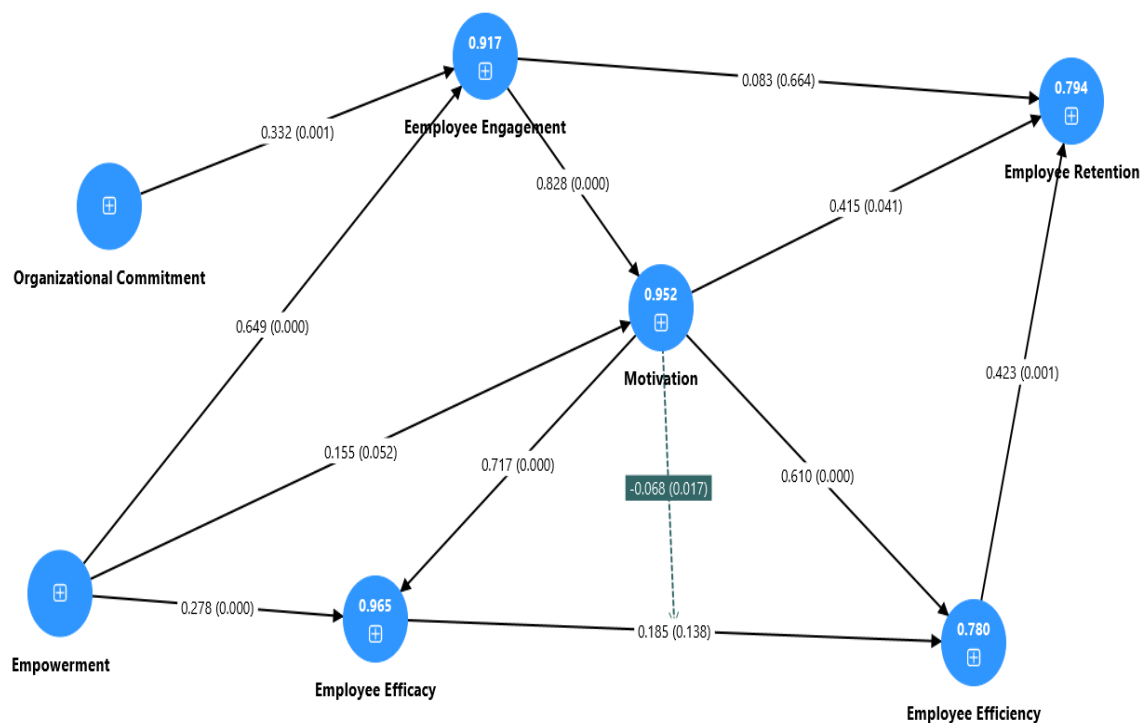 0.917
Eemployee Engagement
0.083 (0.664)
0.794
Employee Retention
0.332 (0.001)
0.828 (0.000)
0.415 (0.041)
Organizational Commitment
0.649 (0.000)
0.952
Motivation
0.423 (0.001)
0.155 (0.052)
0.717 (0.000)
-0.068 (0.017)
0.610 (0.000)
Empowerment
0.278 (0.000)
0.965
Employee Efficacy
0.185 (0.138)
0.780
Employee Efficiency